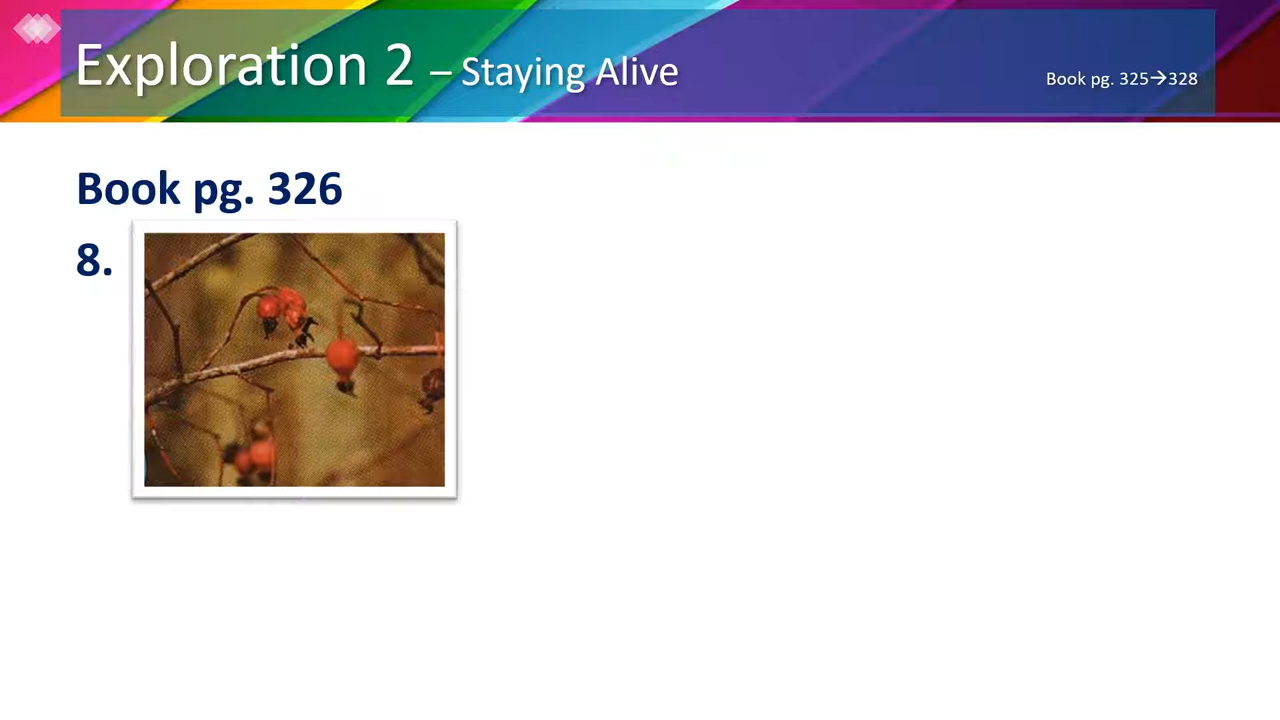 Exploration 2 – Staying Alive
Book pg. 325→328
Book pg. 326
8.